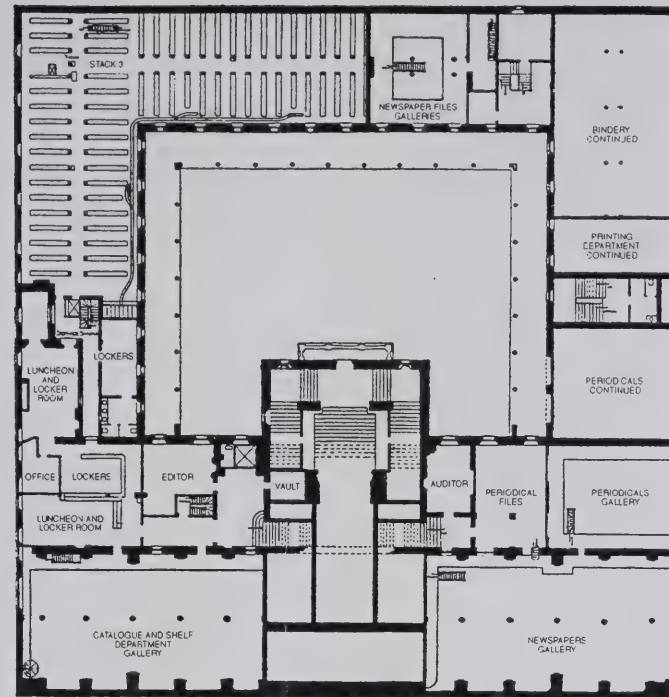 STACK 3
NEWSPAPER FILES
GALLERIES
BINDERY
CONTINUED
PRINTING
DEPARTMENT
CONTINUED
LOCKERS
LUNCHEON
AND
LOCKER
ROOM
PERIODICALS
CONTINUED
OFFICE
LOCKERS
EDITOR
VAULT
AUDITOR
PERIODICAL
FILES
PERIODICALS
GALLERY
LUNCHEON AND
LOCKER ROOM
CATALOGUE AND SHELF
DEPARTMENT
GALLERY
NEWSPAPERS
GALLERY